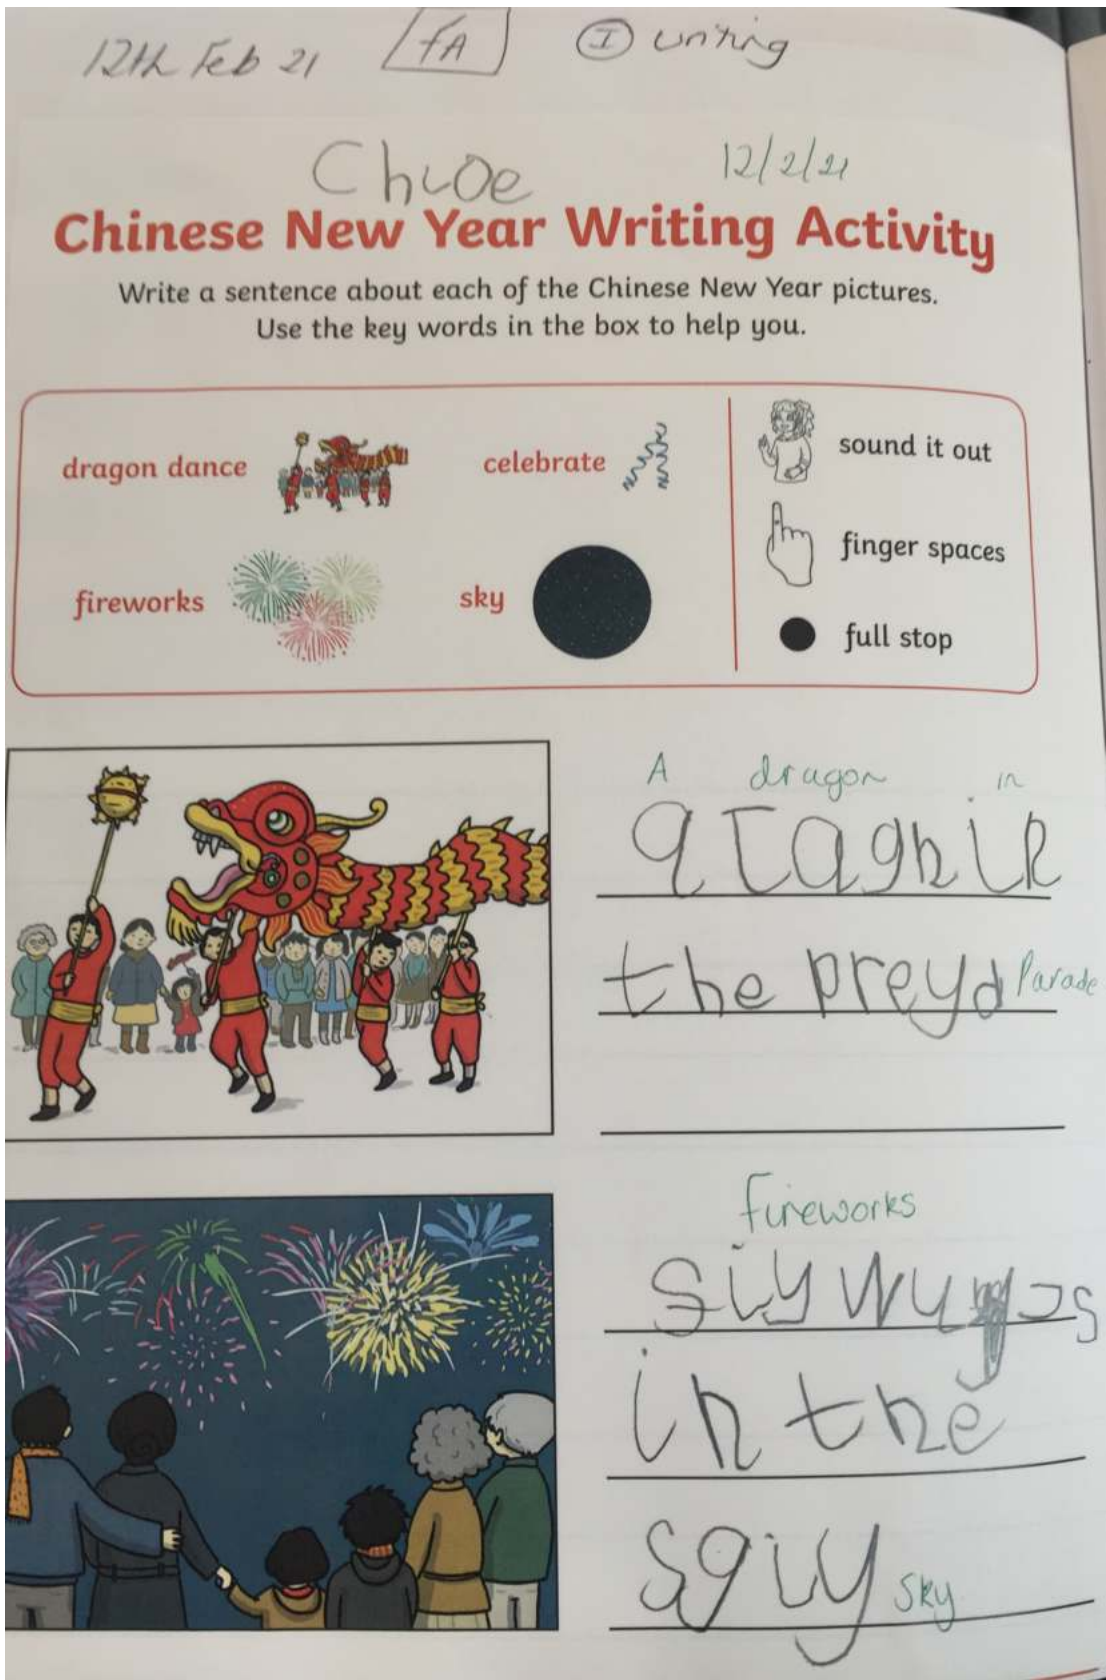 12th Feb 21 FA I writing
Chloe 12/2/21
Chinese New Year Writing Activity
Write a sentence about each of the Chinese New Year pictures.
Use the key words in the box to help you.
dragon dance
celebrate
fireworks
sky
sound it out
finger spaces
full stop
A dragon in
a
in
the preyd Parade
fireworks
in the
sgiy sky